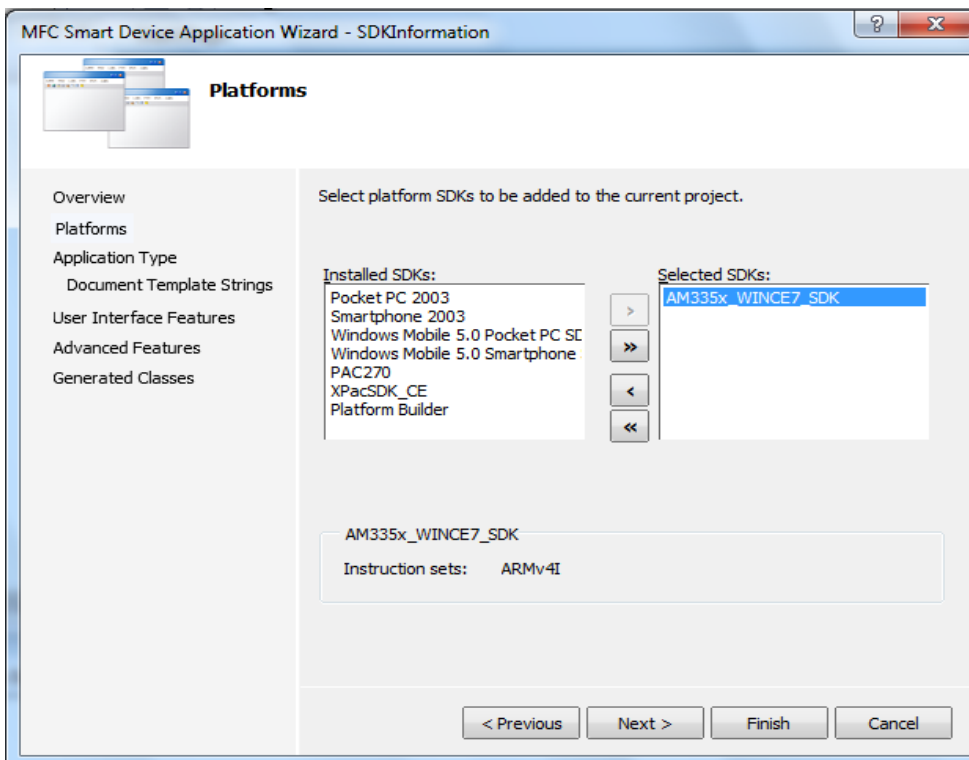 MFC Smart Device Application Wizard - SDKInformation
?
X
Platforms
Overview
Platforms
Application Type
Document Template Strings
User Interface Features
Advanced Features
Generated Classes
Select platform SDKs to be added to the current project.
Installed SDKs:
Pocket PC 2003
Smartphone 2003
Windows Mobile 5.0 Pocket PC SD
Windows Mobile 5.0 Smartphone
PAC270
XPacSDK_CE
Platform Builder
>
>>
<
<<
Selected SDKs:
AM335x_WINCE7_SDK
AM335x_WINCE7_SDK
Instruction sets: ARMv4I
< Previous
Next >
Finish
Cancel